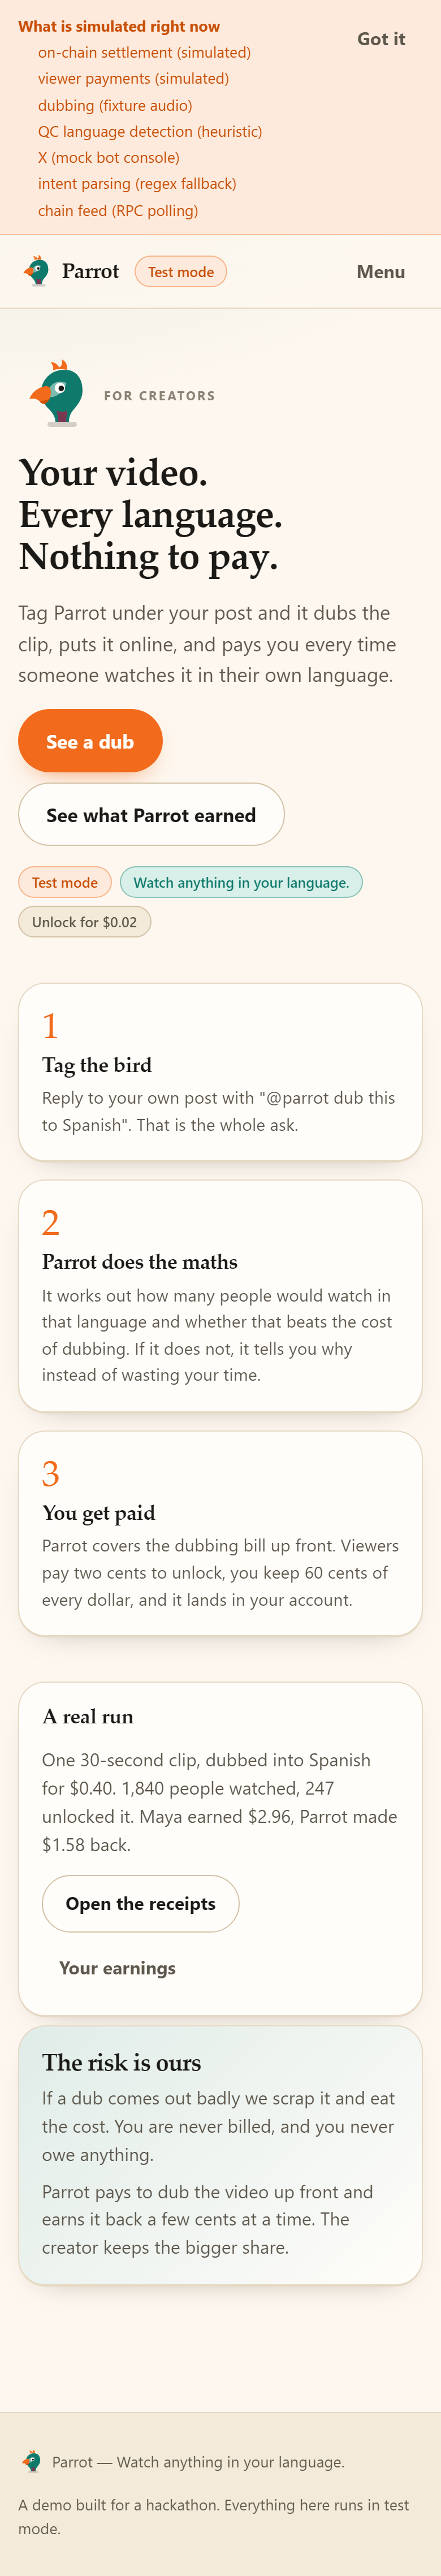 What is simulated right now
Got it
on-chain settlement (simulated)
viewer payments (simulated)
dubbing (fixture audio)
QC language detection (heuristic)
X (mock bot console)
intent parsing (regex fallback)
chain feed (RPC polling)
Parrot
Test mode
Menu
FOR CREATORS
Your video.
Every language.
Nothing to pay.
Tag Parrot under your post and it dubs the
clip, puts it online, and pays you every time
someone watches it in their own language.
See a dub
See what Parrot earned
Test mode
Watch anything in your language.
Unlock for $0.02
1
Tag the bird
Reply to your own post with "@parrot dub this
to Spanish". That is the whole ask.
2
Parrot does the maths
It works out how many people would watch in
that language and whether that beats the cost
of dubbing. If it does not, it tells you why
instead of wasting your time.
3
You get paid
Parrot covers the dubbing bill up front. Viewers
pay two cents to unlock, you keep 60 cents of
every dollar, and it lands in your account.
A real run
One 30-second clip, dubbed into Spanish
for $0.40. 1,840 people watched, 247
unlocked it. Maya earned $2.96, Parrot made
$1.58 back.
Open the receipts
Your earnings
The risk is ours
If a dub comes out badly we scrap it and eat
the cost. You are never billed, and you never
owe anything.
Parrot pays to dub the video up front and
earns it back a few cents at a time. The
creator keeps the bigger share.
Parrot — Watch anything in your language.
A demo built for a hackathon. Everything here runs in test
mode.